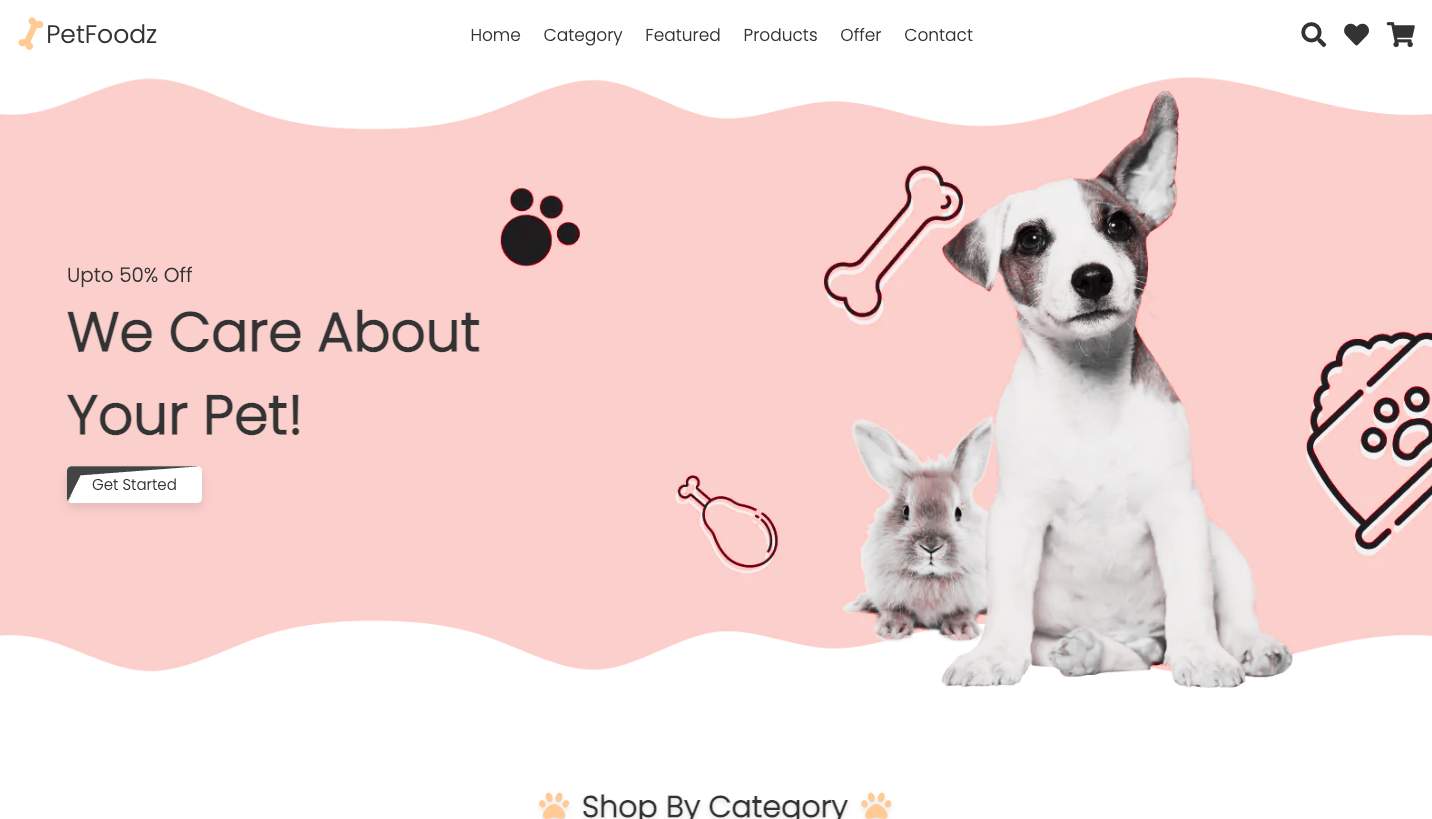 PetFoodz
Home Category Featured Products Offer Contact
Upto 50% Off
We Care About
Your Pet!
Get Started
Shop By Category